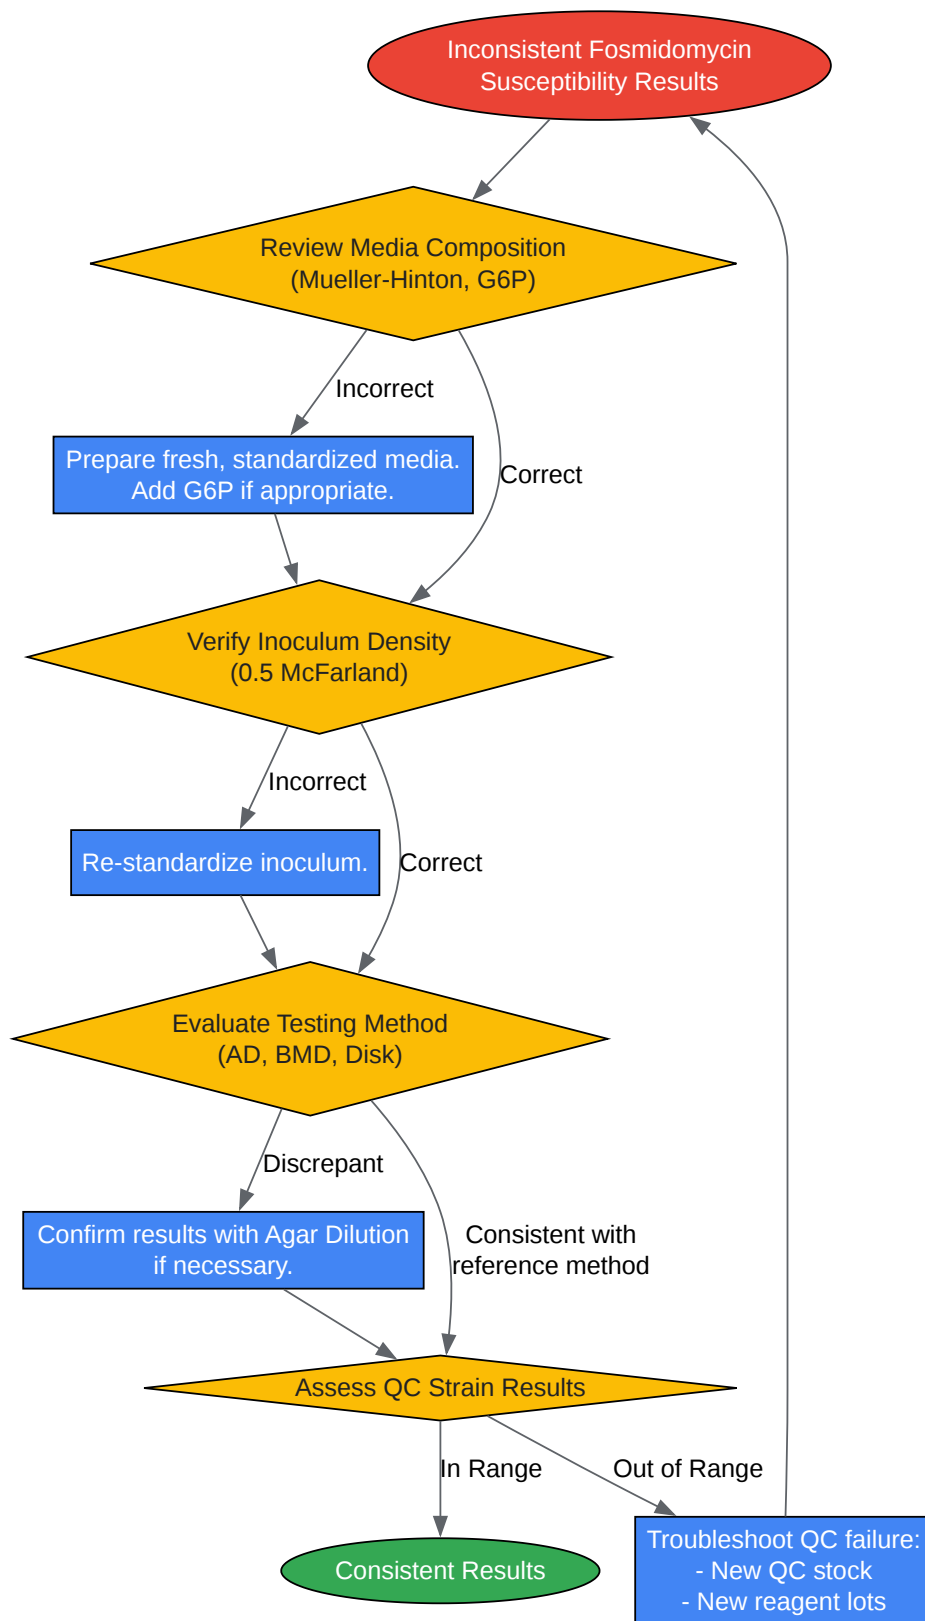 Inconsistent Fosmidomycin
Susceptibility Results
Review Media Composition
(Mueller-Hinton, G6P)
Incorrect
Prepare fresh, standardized media.
Add G6P if appropriate.
Correct
Verify Inoculum Density
(0.5 McFarland)
Incorrect
Re-standardize inoculum.
Correct
Evaluate Testing Method
(AD, BMD, Disk)
Discrepant
Confirm results with Agar Dilution
if necessary.
Consistent with
reference method
Assess QC Strain Results
In Range
Out of Range
Consistent Results
Troubleshoot QC failure:
- New QC stock
- New reagent lots